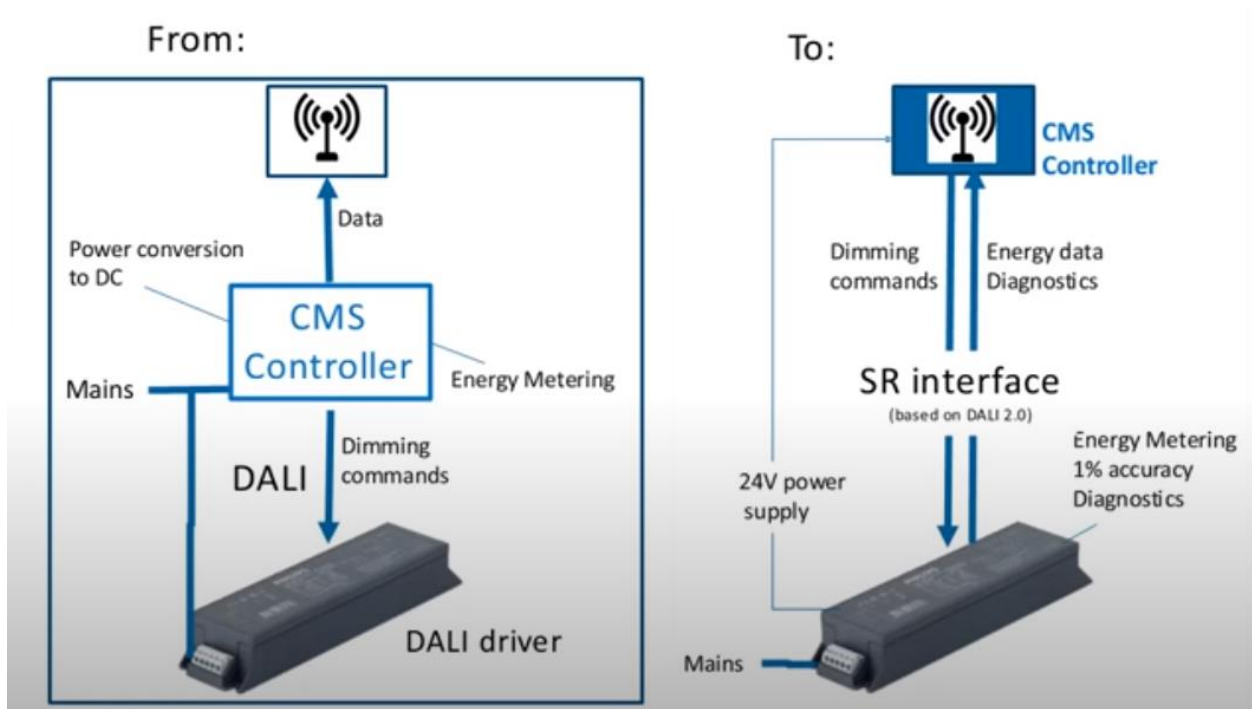 From:
Data
Power conversion
to DC
CMS
Controller
Mains
Energy Metering
Dimming
commands
DALI
DALI driver
To:
CMS
Controller
Dimming
commands
Energy data
Diagnostics
SR interface
(based on DALI 2.0)
24V power
supply
Energy Metering
1% accuracy
Diagnostics
Mains